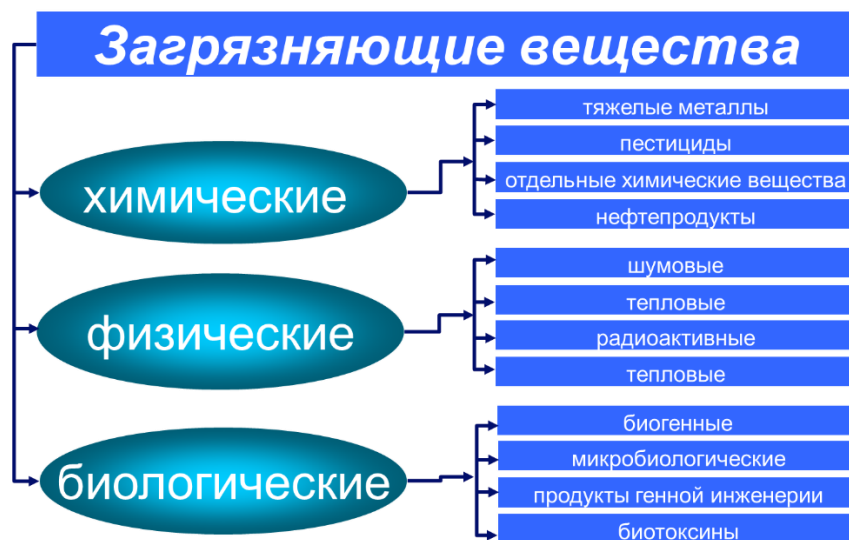 Загрязняющие вещества
химические
тяжелые металлы
пестициды
отдельные химические вещества
нефтепродукты
физические
шумовые
тепловые
радиоактивные
тепловые
биологические
биогенные
микробиологические
продукты генной инженерии
биотоксины